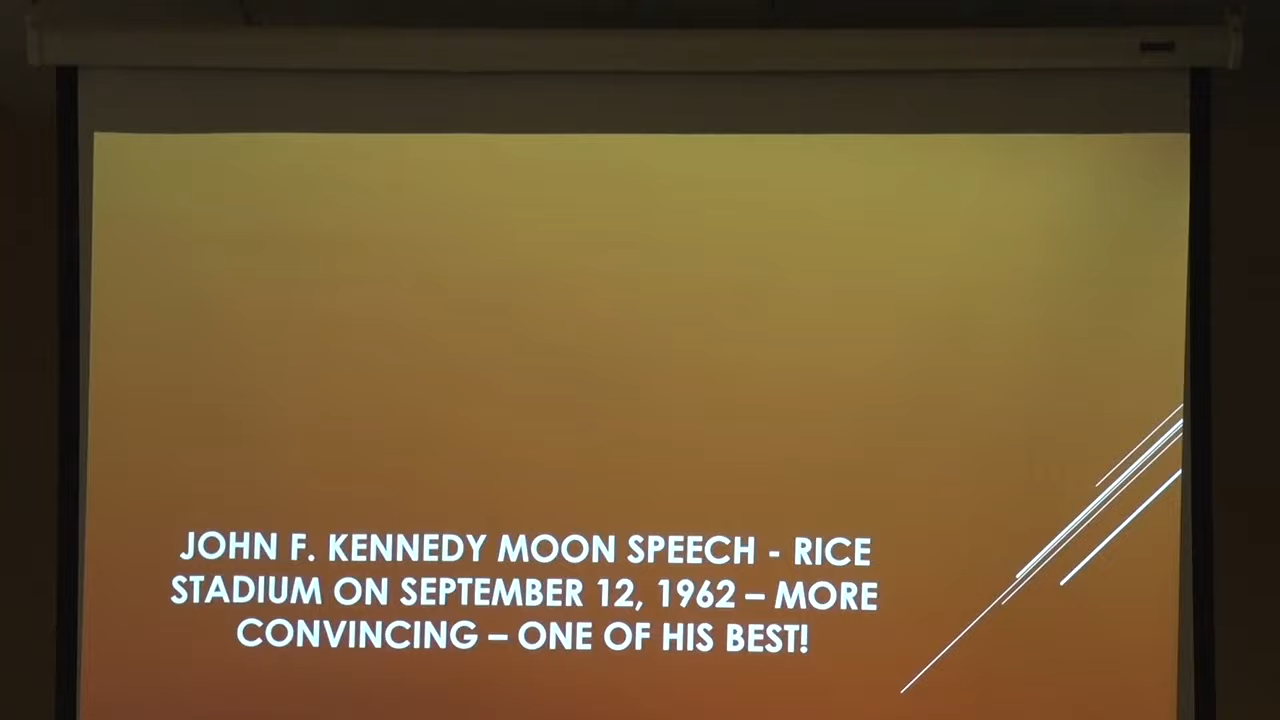 JOHN F. KENNEDY MOON SPEECH - RICE
STADIUM ON SEPTEMBER 12, 1962 – MORE
CONVINCING – ONE OF HIS BEST!